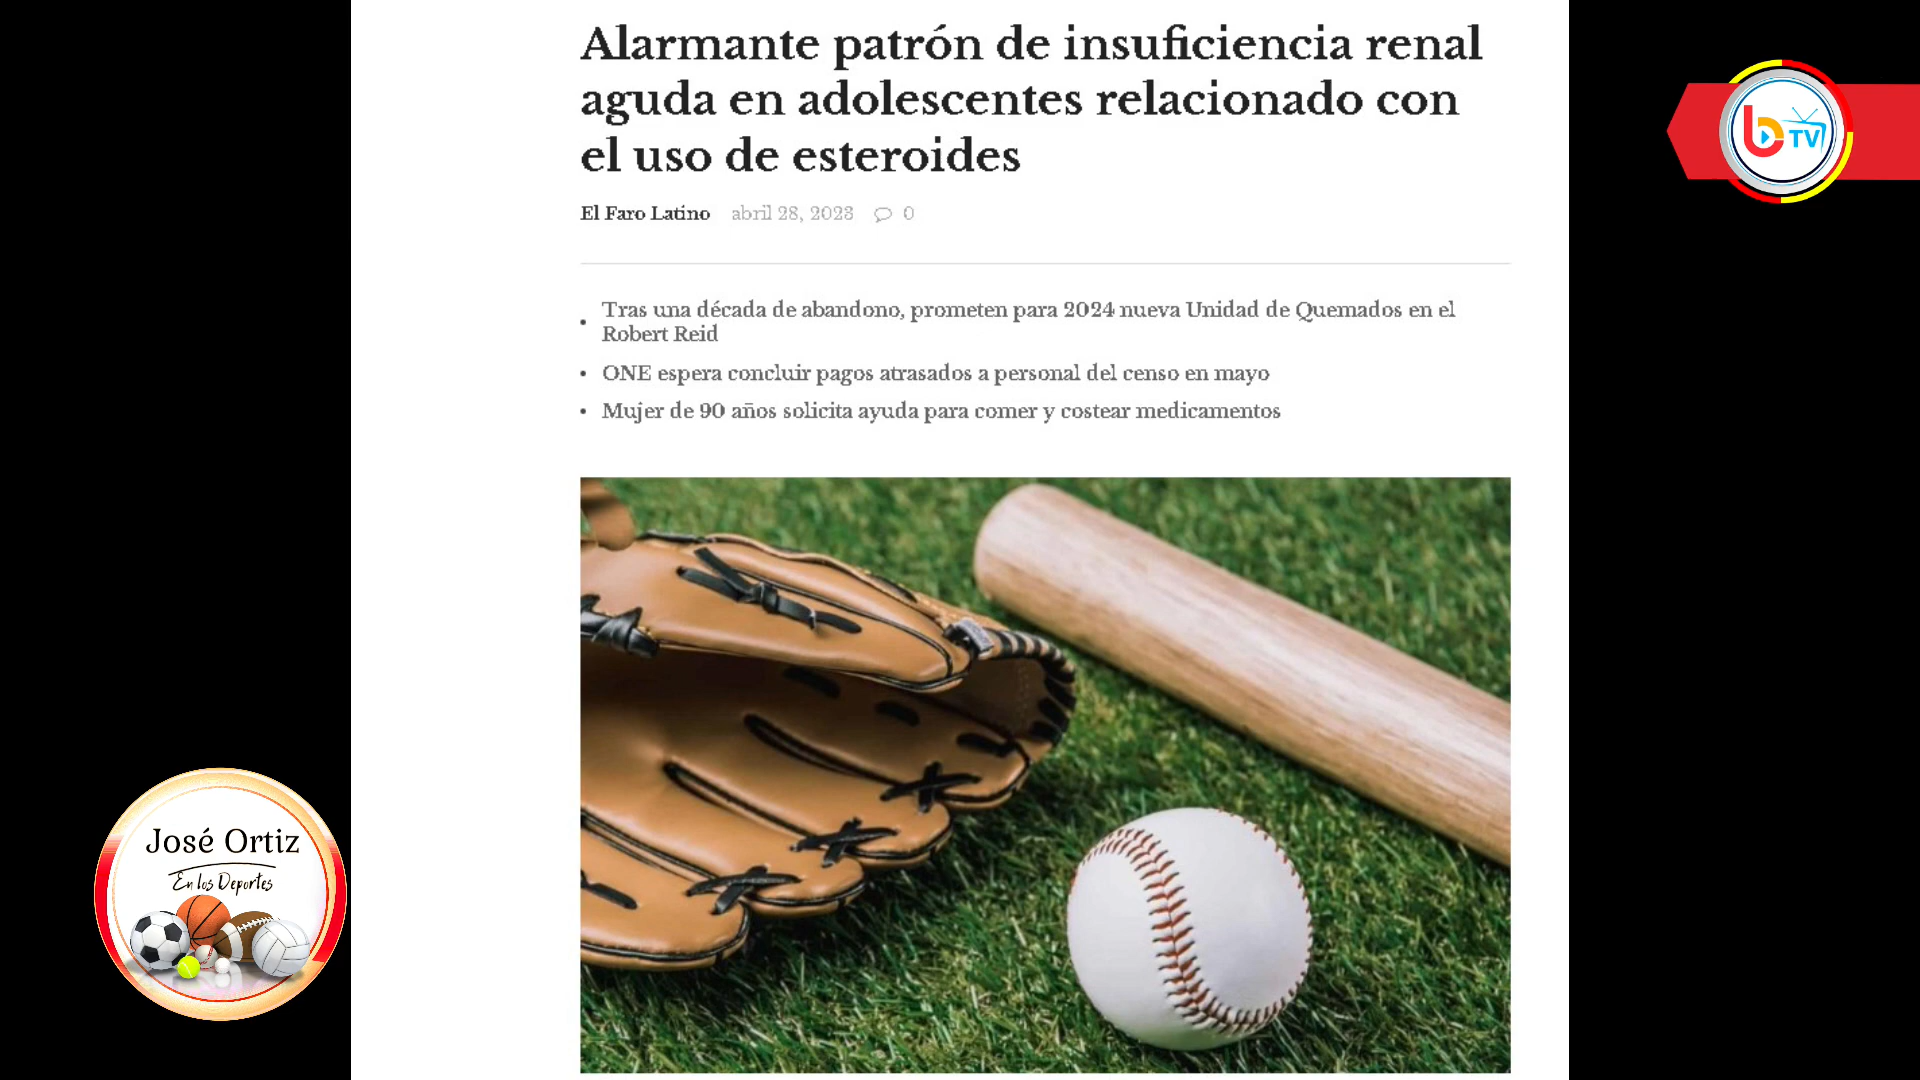 Alarmante patrón de insuficiencia renal
aguda en adolescentes relacionado con
el uso de esteroides
El Faro Latino abril 28, 2023 0
• Tras una década de abandono, prometen para 2024 nueva Unidad de Quemados en el
Robert Reid
• ONE espera concluir pagos atrasados a personal del censo en mayo
• Mujer de 90 años solicita ayuda para comer y costear medicamentos
b TV
José Ortiz
En los Deportes